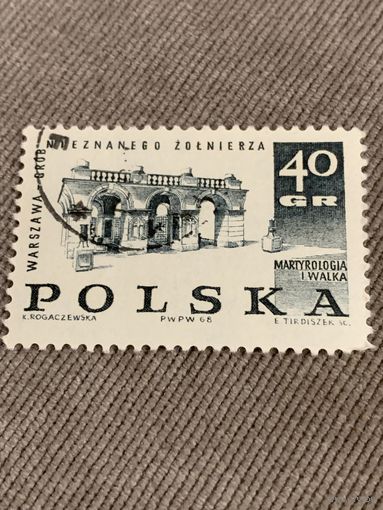 WARSZAWA - GRÓB NIEZNANEGO ŻOŁNIERZA
40
GR
MARTYROLOGIA
I WALKA
POLSKA
K. ROGACZEWSKA PWPW 68 E. TIRDISZEK SC.